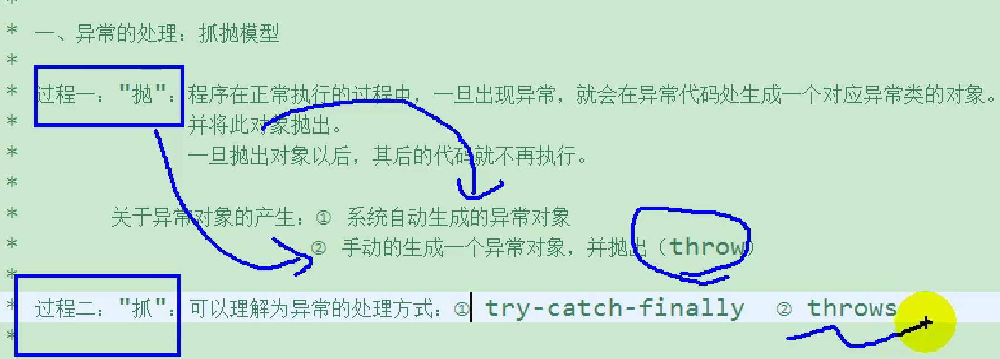 *
* 一、异常的处理：抓抛模型
*
* 过程一："抛"：程序在正常执行的过程中，一旦出现异常，就会在异常代码处生成一个对应异常类的对象。
* 并将此对象抛出。
* 一旦抛出对象以后，其后的代码就不再执行。
*
* 关于异常对象的产生：① 系统自动生成的异常对象
* ② 手动的生成一个异常对象，并抛出（throw）
*
* 过程二："抓"：可以理解为异常的处理方式：① try-catch-finally ② throws
*